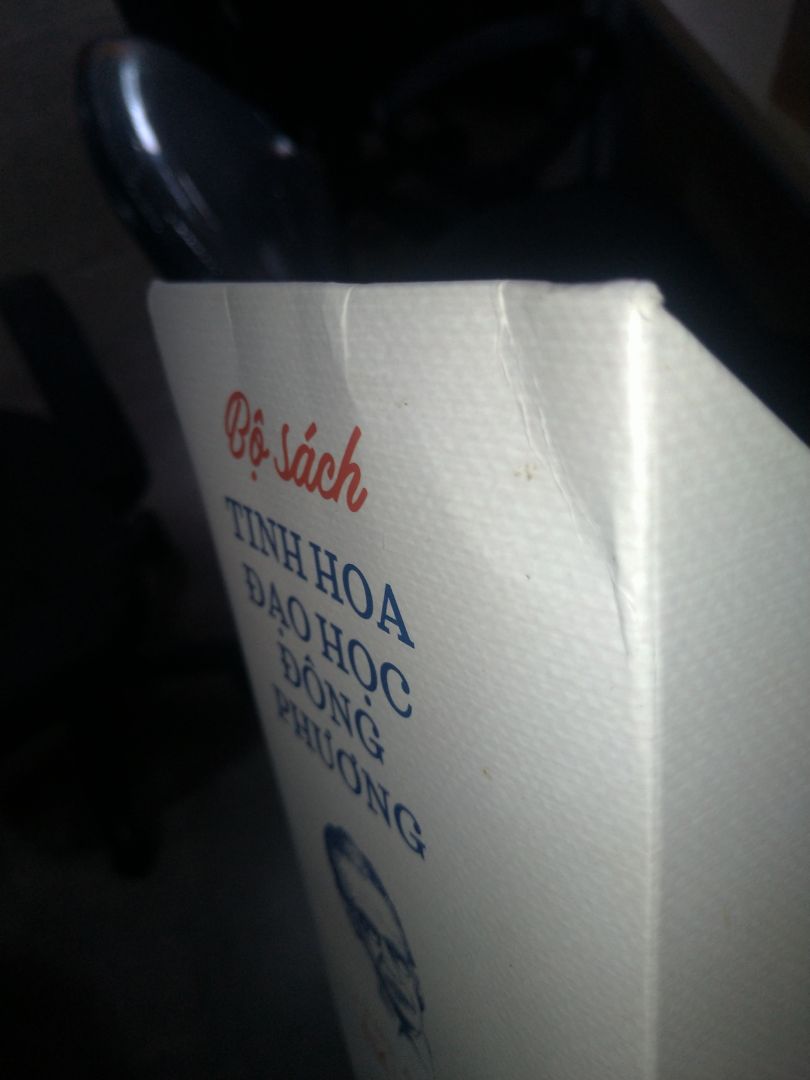 Bộ sách
TINH HOA
ĐẠO HỌC
ĐÔNG
PHƯƠNG